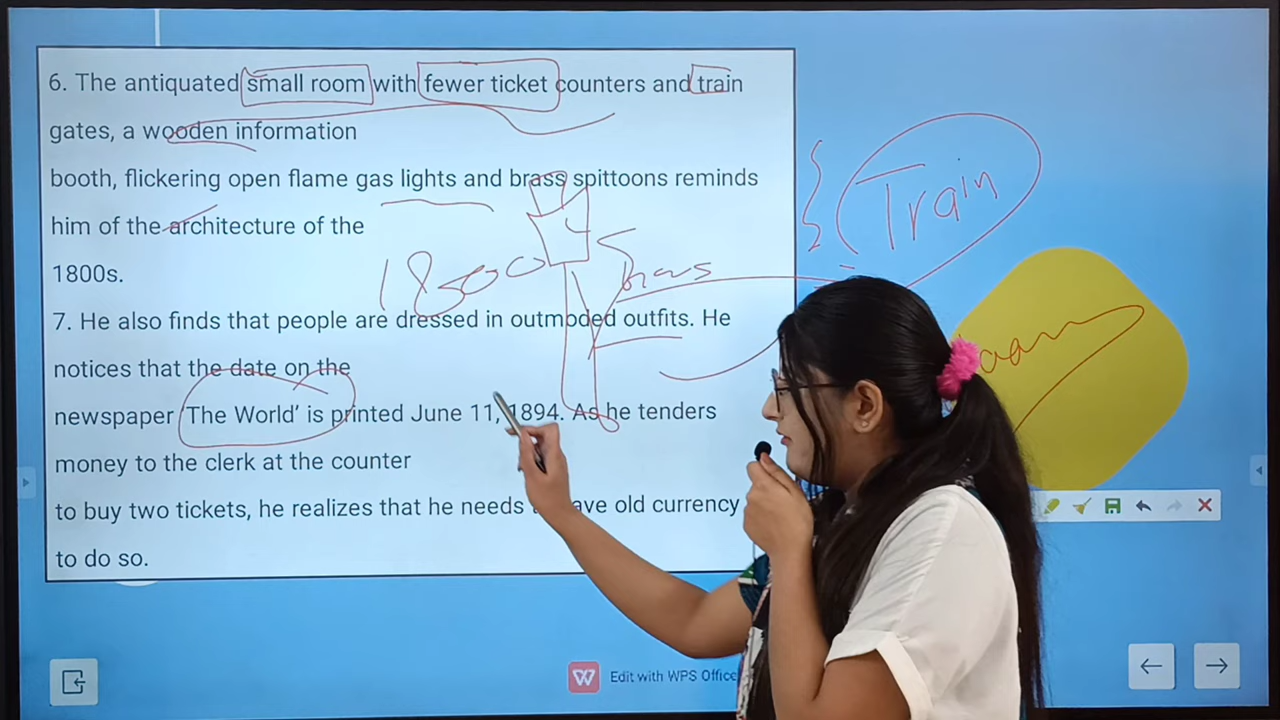 6. The antiquated small room with fewer ticket counters and train
gates, a wooden information
booth, flickering open flame gas lights and brass spittoons reminds
him of the architecture of the
1800s.
7. He also finds that people are dressed in outmoded outfits. He
notices that the date on the
newspaper 'The World' is printed June 11, 1894. As he tenders
money to the clerk at the counter
to buy two tickets, he realizes that he needs old currency
to do so.
Train
1800
Edit with WPS Office